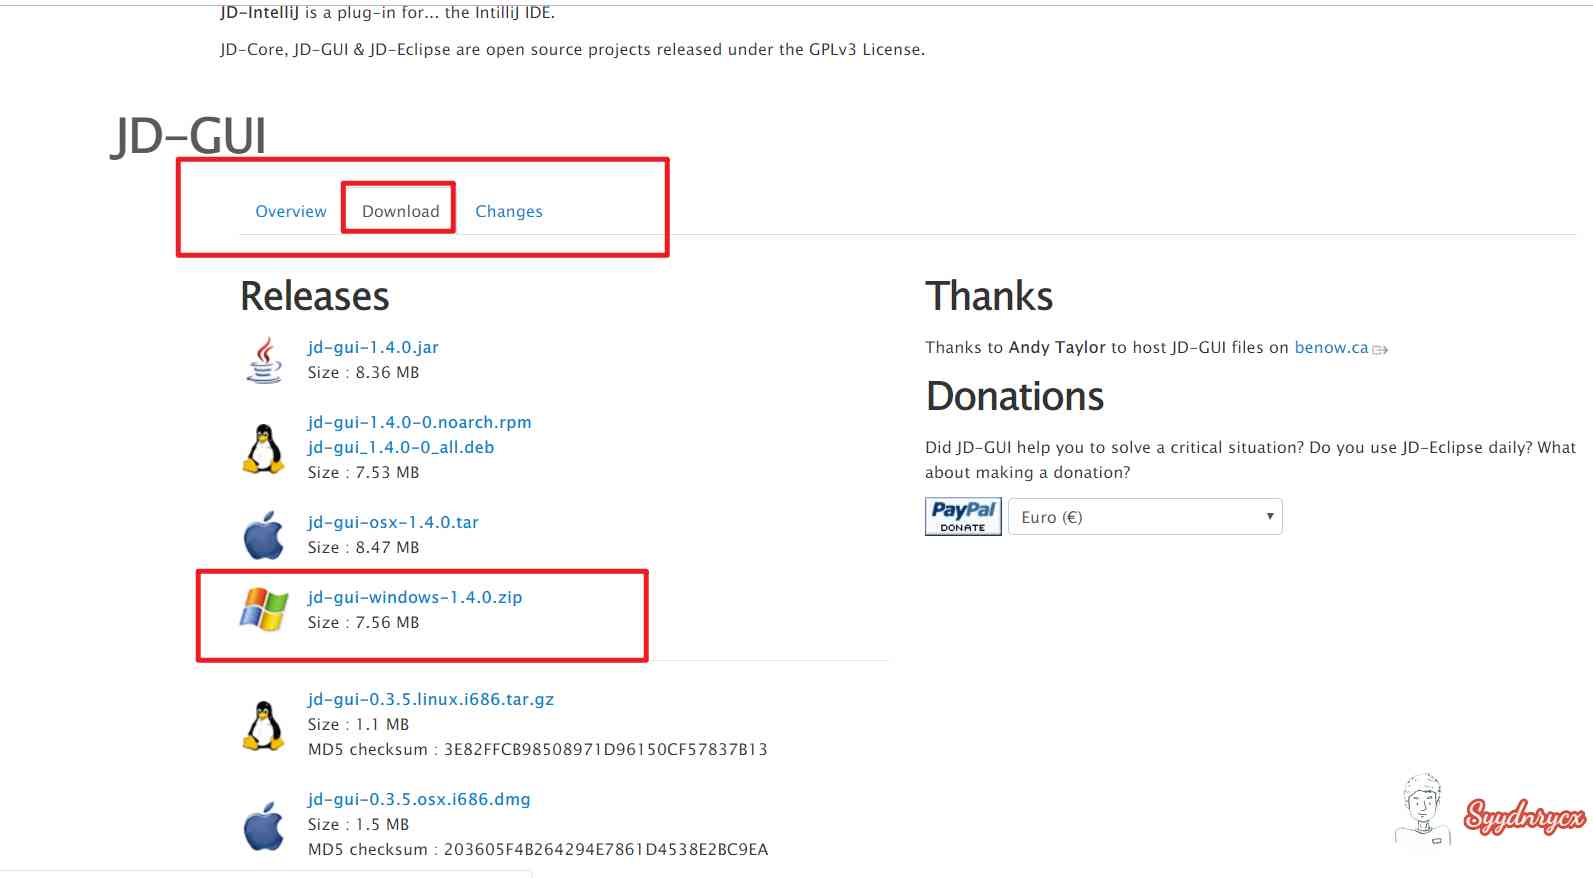 JD-IntelliJ is a plug-in for... the IntilliJ IDE.
JD-Core, JD-GUI & JD-Eclipse are open source projects released under the GPLv3 License.
JD-GUI
Overview
Download
Changes
Releases
jd-gui-1.4.0.jar
Size : 8.36 MB
jd-gui-1.4.0-0.noarch.rpm
jd-gui_1.4.0-0_all.deb
Size : 7.53 MB
jd-gui-osx-1.4.0.tar
Size : 8.47 MB
jd-gui-windows-1.4.0.zip
Size : 7.56 MB
jd-gui-0.3.5.linux.i686.tar.gz
Size : 1.1 MB
MD5 checksum : 3E82FFCB98508971D96150CF57837B13
jd-gui-0.3.5.osx.i686.dmg
Size : 1.5 MB
MD5 checksum : 203605F4B264294E7861D4538E2BC9EA
Thanks
Thanks to Andy Taylor to host JD-GUI files on benow.ca
Donations
Did JD-GUI help you to solve a critical situation? Do you use JD-Eclipse daily? What
about making a donation?
PayPal
DONATE
Euro (€)
Syydnrycx